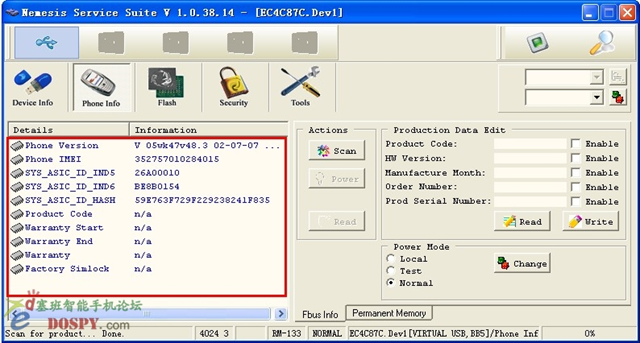 Nemesis Service Suite V 1.0.38.14 - [EC4C87C.Dev1]
Device Info
Phone Info
Flash
Security
Tools
Details Information
Phone Version V 05wk47v48.3 02-07-07 ...
Phone IMEI 352757010284015
SYS_ASIC_ID_IND5 26A00010
SYS_ASIC_ID_IND6 BE8B0154
SYS_ASIC_ID_HASH 59E763F729F229238241F835
Product Code n/a
Warranty Start n/a
Warranty End n/a
Warranty n/a
Factory Simlock n/a
Actions
Scan
Power
Read
Production Data Edit
Product Code: Enable
HW Version: Enable
Manufacture Month: Enable
Order Number: Enable
Prod Serial Number: Enable
Read Write
Power Mode
Local
Test
Normal
Change
Fbus Info Permanent Memory
塞班智能手机论坛
DOSPY.com
Scan for product... Done. 4024 3 RM-133 NORMAL EC4C87C.Dev1[VIRTUAL USB,BB5]/Phone Inf 0%